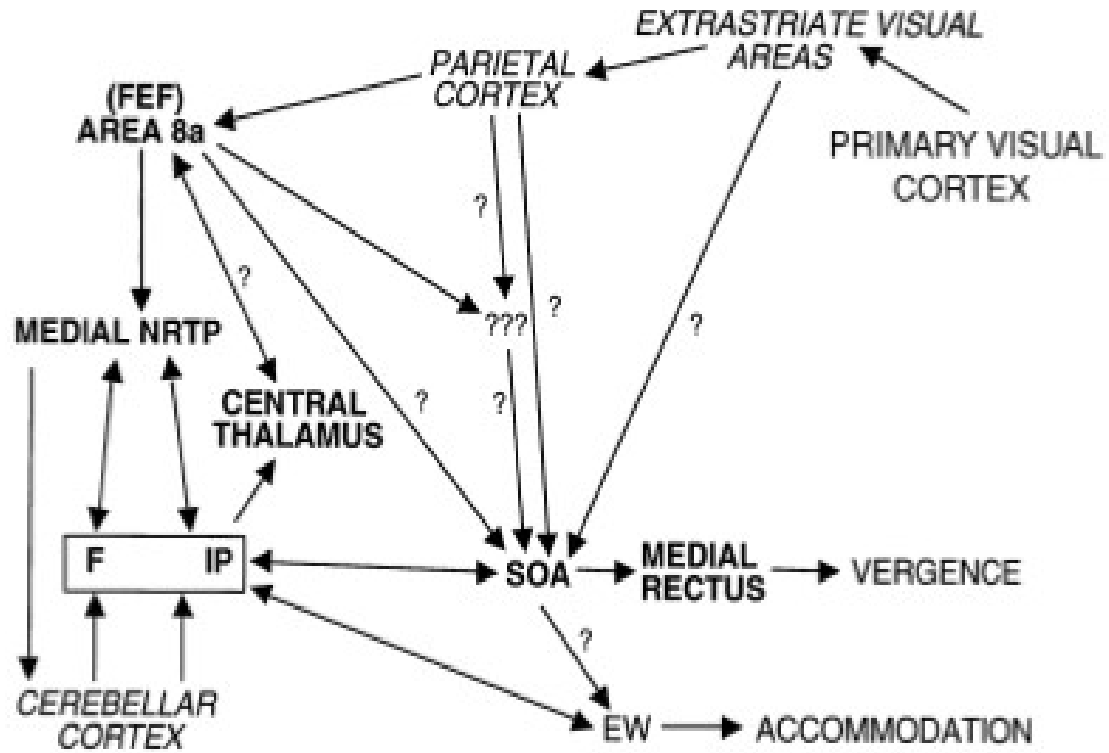 EXTRASTRIATE VISUAL
AREAS
PARIETAL
CORTEX
(FEF)
AREA 8a
PRIMARY VISUAL
CORTEX
?
?
???
?
?
MEDIAL NRTP
CENTRAL
THALAMUS
?
?
F IP
SOA
MEDIAL
RECTUS
VERGENCE
?
CEREBELLAR
CORTEX
EW
ACCOMMODATION